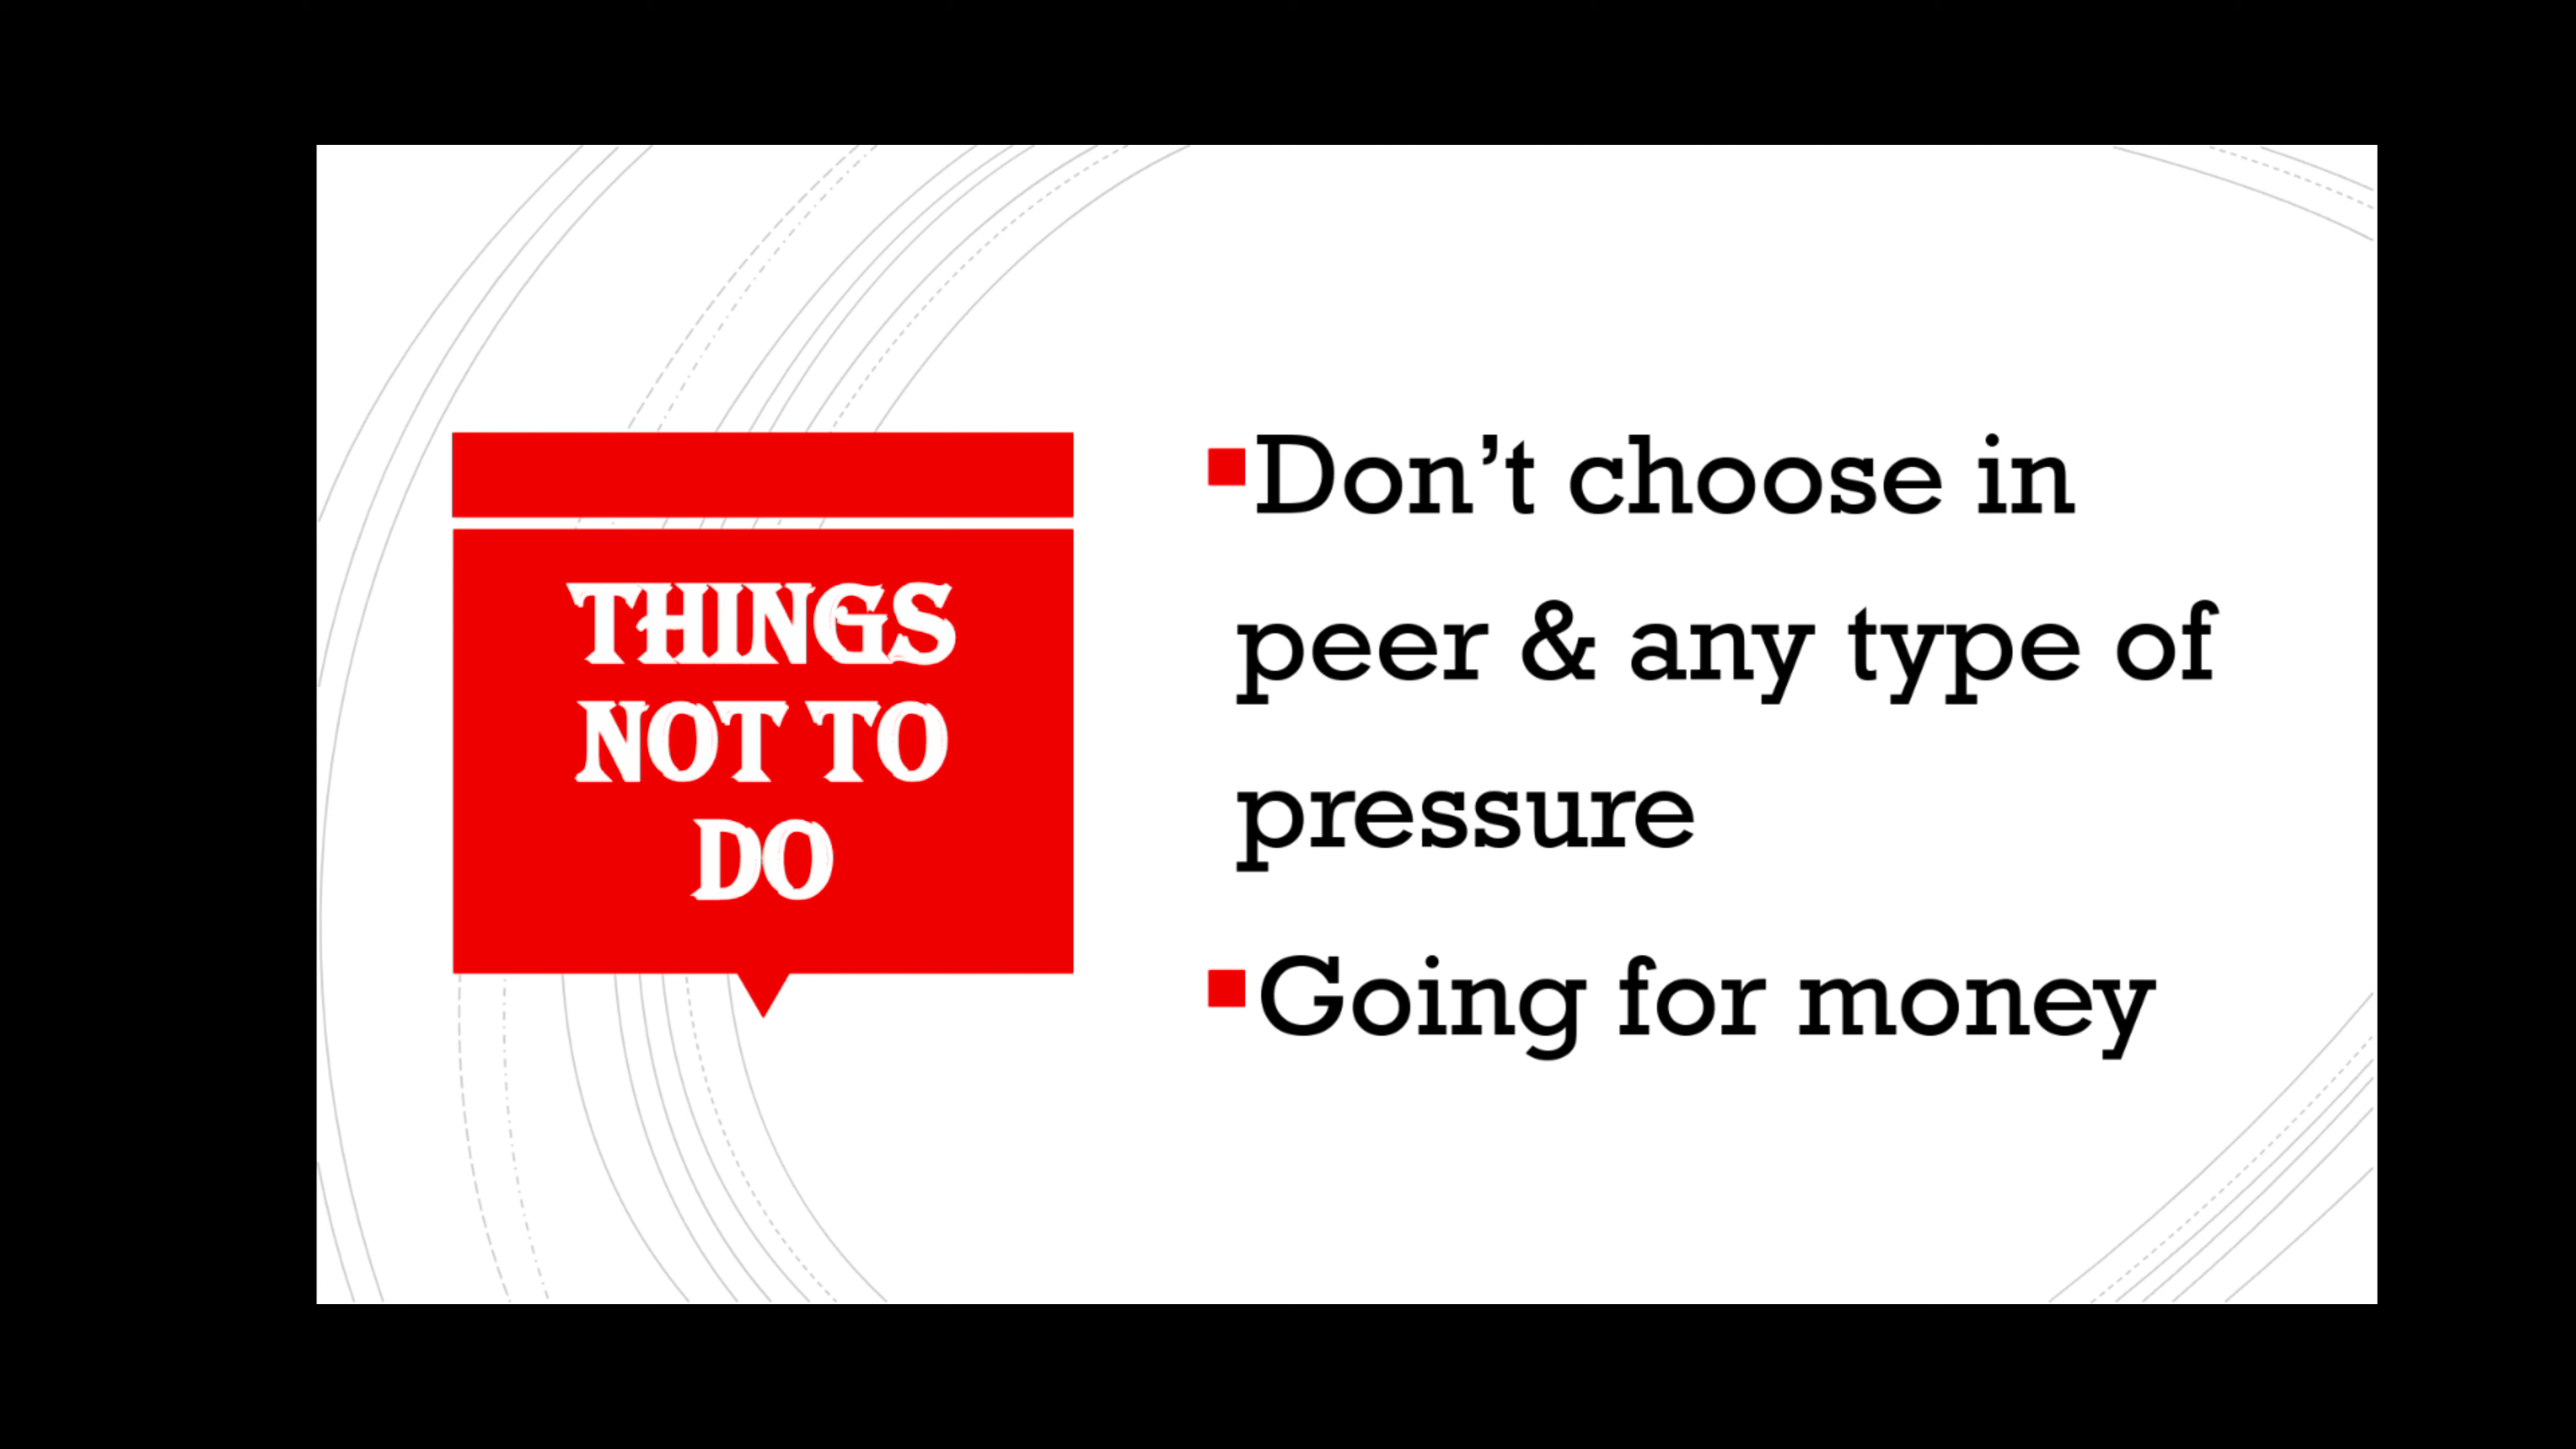 THINGS
NOT TO
DO
Don’t choose in
peer & any type of
pressure
Going for money